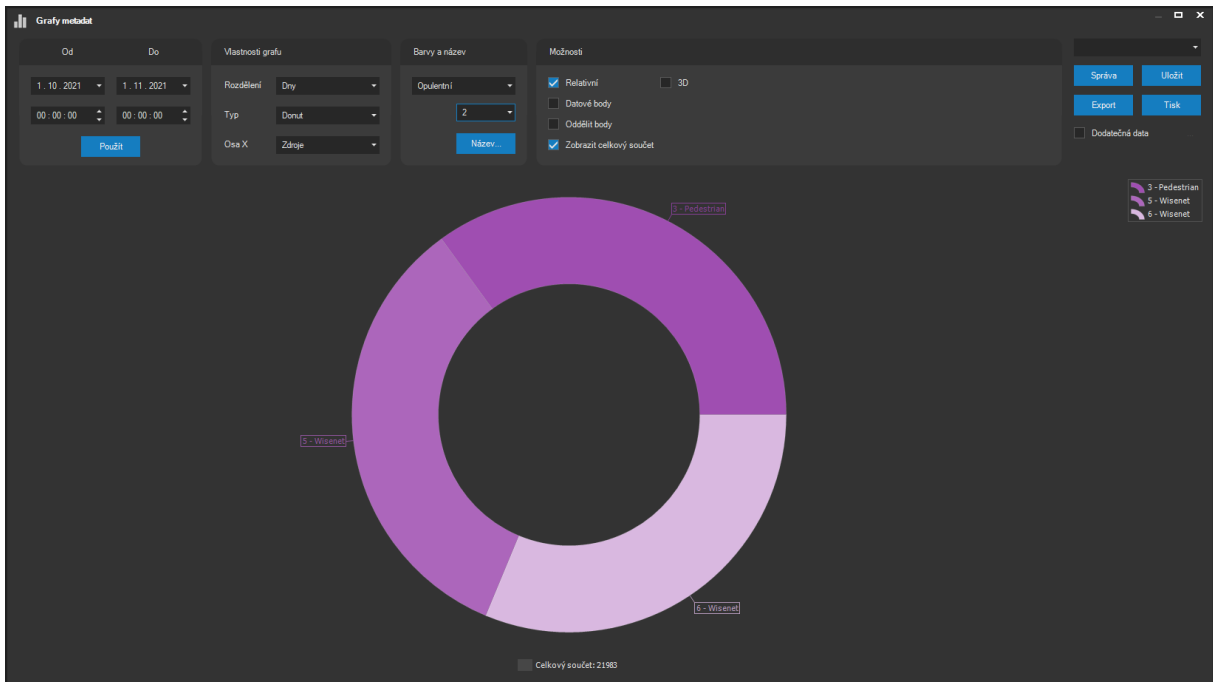 Grafy metadat
Od Do
1 . 10 . 2021 1 . 11 . 2021
00 : 00 : 00 00 : 00 : 00
Použít
Vlastnosti grafu
Rozdělení Dny
Typ Donut
Osa X Zdroje
Barvy a název
Opulentní
2
Název...
Možnosti
Relativní 3D
Datové body
Oddělit body
Zobrazit celkový součet
Správa Uložit
Export Tisk
Dodatečná data
3 - Pedestrian
5 - Wisenet
6 - Wisenet
3 - Pedestrian
5 - Wisenet
6 - Wisenet
Celkový součet: 21983